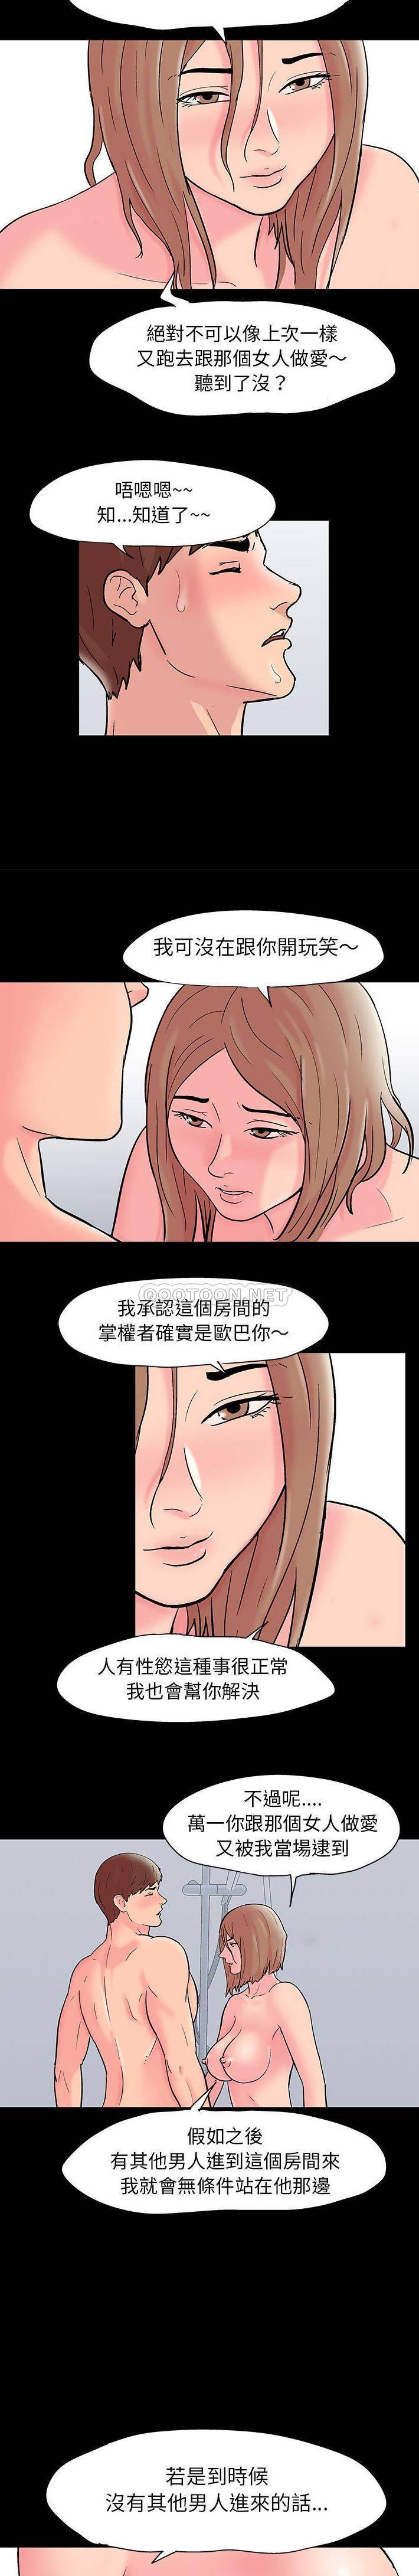 絕對不可以像上次一樣
又跑去跟那個女人做愛～
聽到了沒？
唔嗯嗯~~
知...知道了~~
我可沒在跟你開玩笑～
QOOTOON.NET
我承認這個房間的
掌權者確實是歐巴你～
人有性慾這種事很正常
我也會幫你解決
不過呢....
萬一你跟那個女人做愛
又被我當場逮到
假如之後
有其他男人進到這個房間來
我就會無條件站在他那邊
若是到時候
沒有其他男人進來的話...